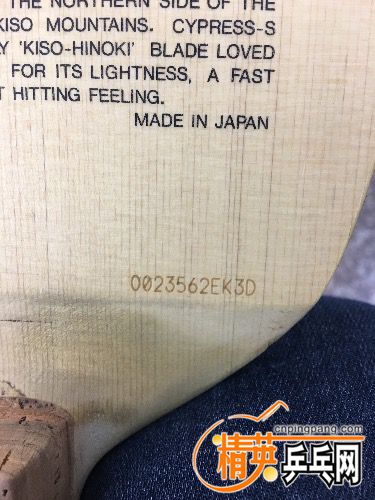 THE NORTHERN SIDE OF THE
KISO MOUNTAINS. CYPRESS-S
'KISO-HINOKI' BLADE LOVED
FOR ITS LIGHTNESS, A FAST
HITTING FEELING.
MADE IN JAPAN
0023562EK3D
cnpingpang.com
精英乒乓网